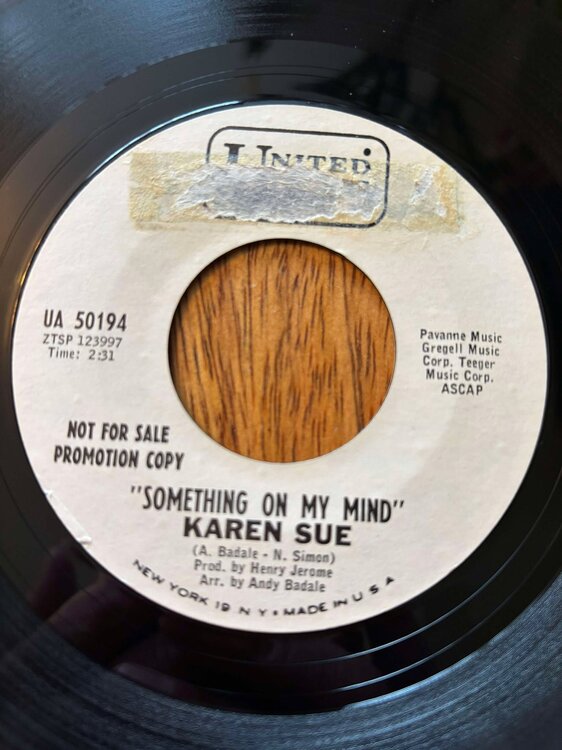 UNITED
UA 50194
ZTSP 123997
Time: 2:31
Pavanne Music
Gregell Music
Corp. Teeger
Music Corp.
ASCAP
NOT FOR SALE
PROMOTION COPY
"SOMETHING ON MY MIND"
KAREN SUE
(A. Badale - N. Simon)
Prod. by Henry Jerome
Arr. by Andy Badale
NEW YORK 19 N Y • MADE IN U S A